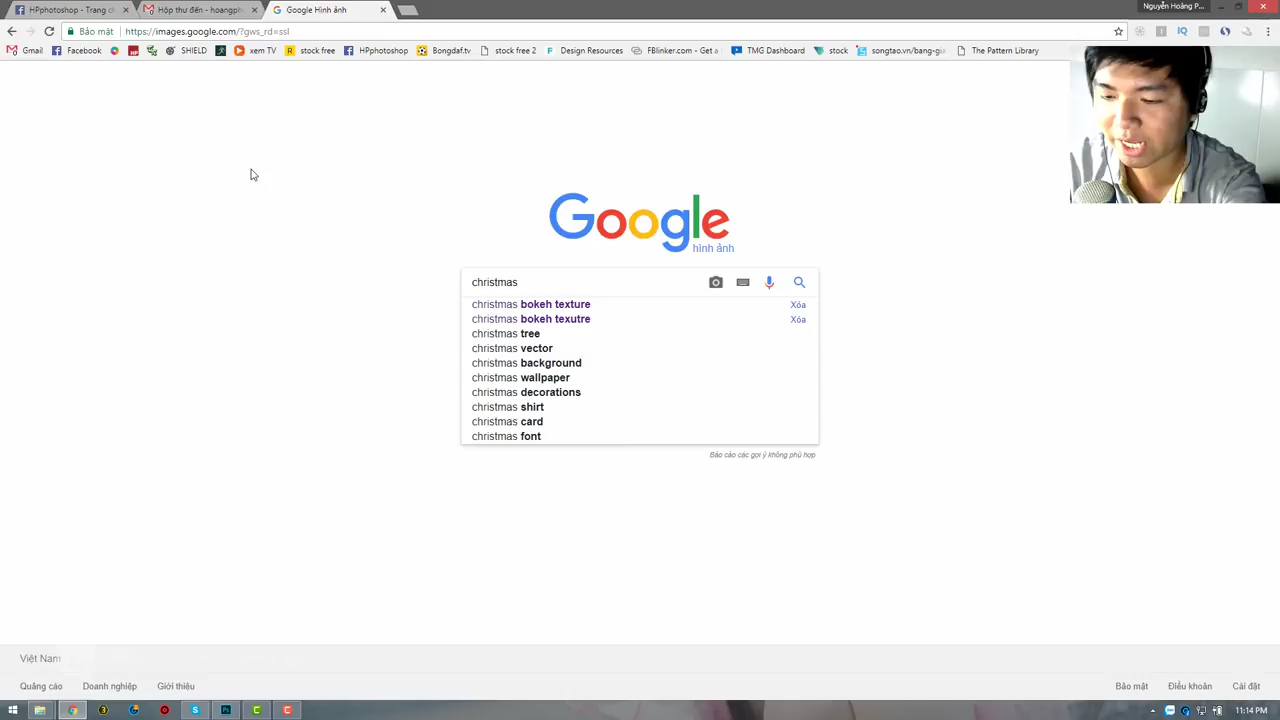 HPphotoshop - Trang ch
Hộp thư đến - hoangph
Google Hình ảnh
Nguyễn Hoàng P...
Bảo mật
https://images.google.com/?gws_rd=ssl
Gmail
Facebook
SHIELD
xem TV
stock free
HPphotoshop
Bongdaf.tv
stock free 2
Design Resources
FBlinker.com - Get a
TMG Dashboard
stock
songtao.vn/bang-gia
The Pattern Library
Google
hình ảnh
christmas
christmas bokeh texture Xóa
christmas bokeh texutre Xóa
christmas tree
christmas vector
christmas background
christmas wallpaper
christmas decorations
christmas shirt
christmas card
christmas font
Báo cáo các gợi ý không phù hợp
Việt Nam
Quảng cáo
Doanh nghiệp
Giới thiệu
Bảo mật
Điều khoản
Cài đặt
11:14 PM